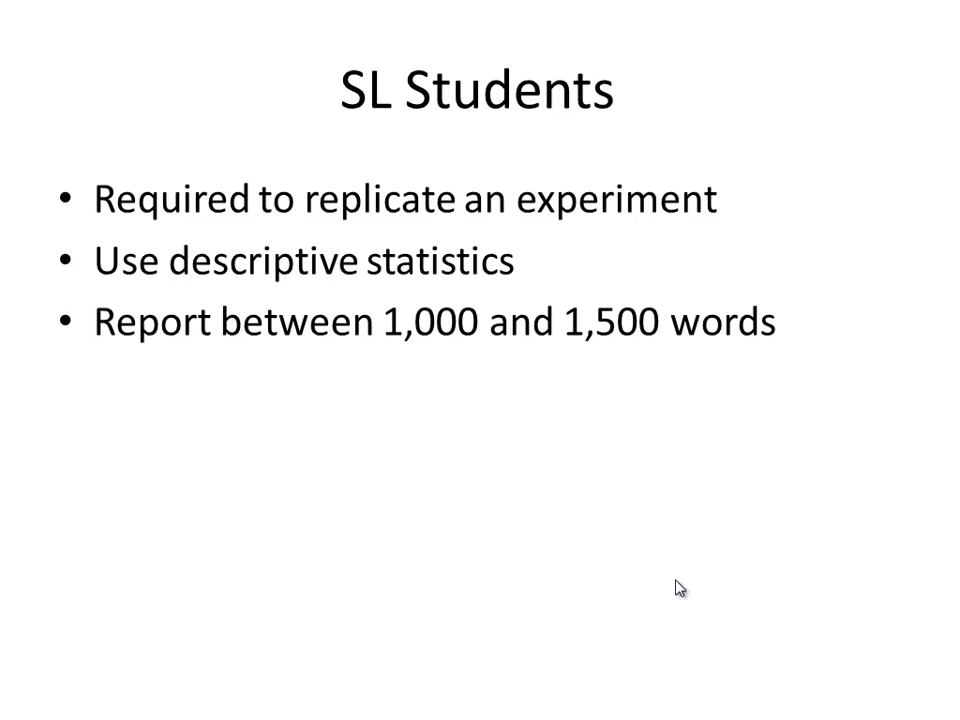 SL Students
• Required to replicate an experiment
• Use descriptive statistics
• Report between 1,000 and 1,500 words